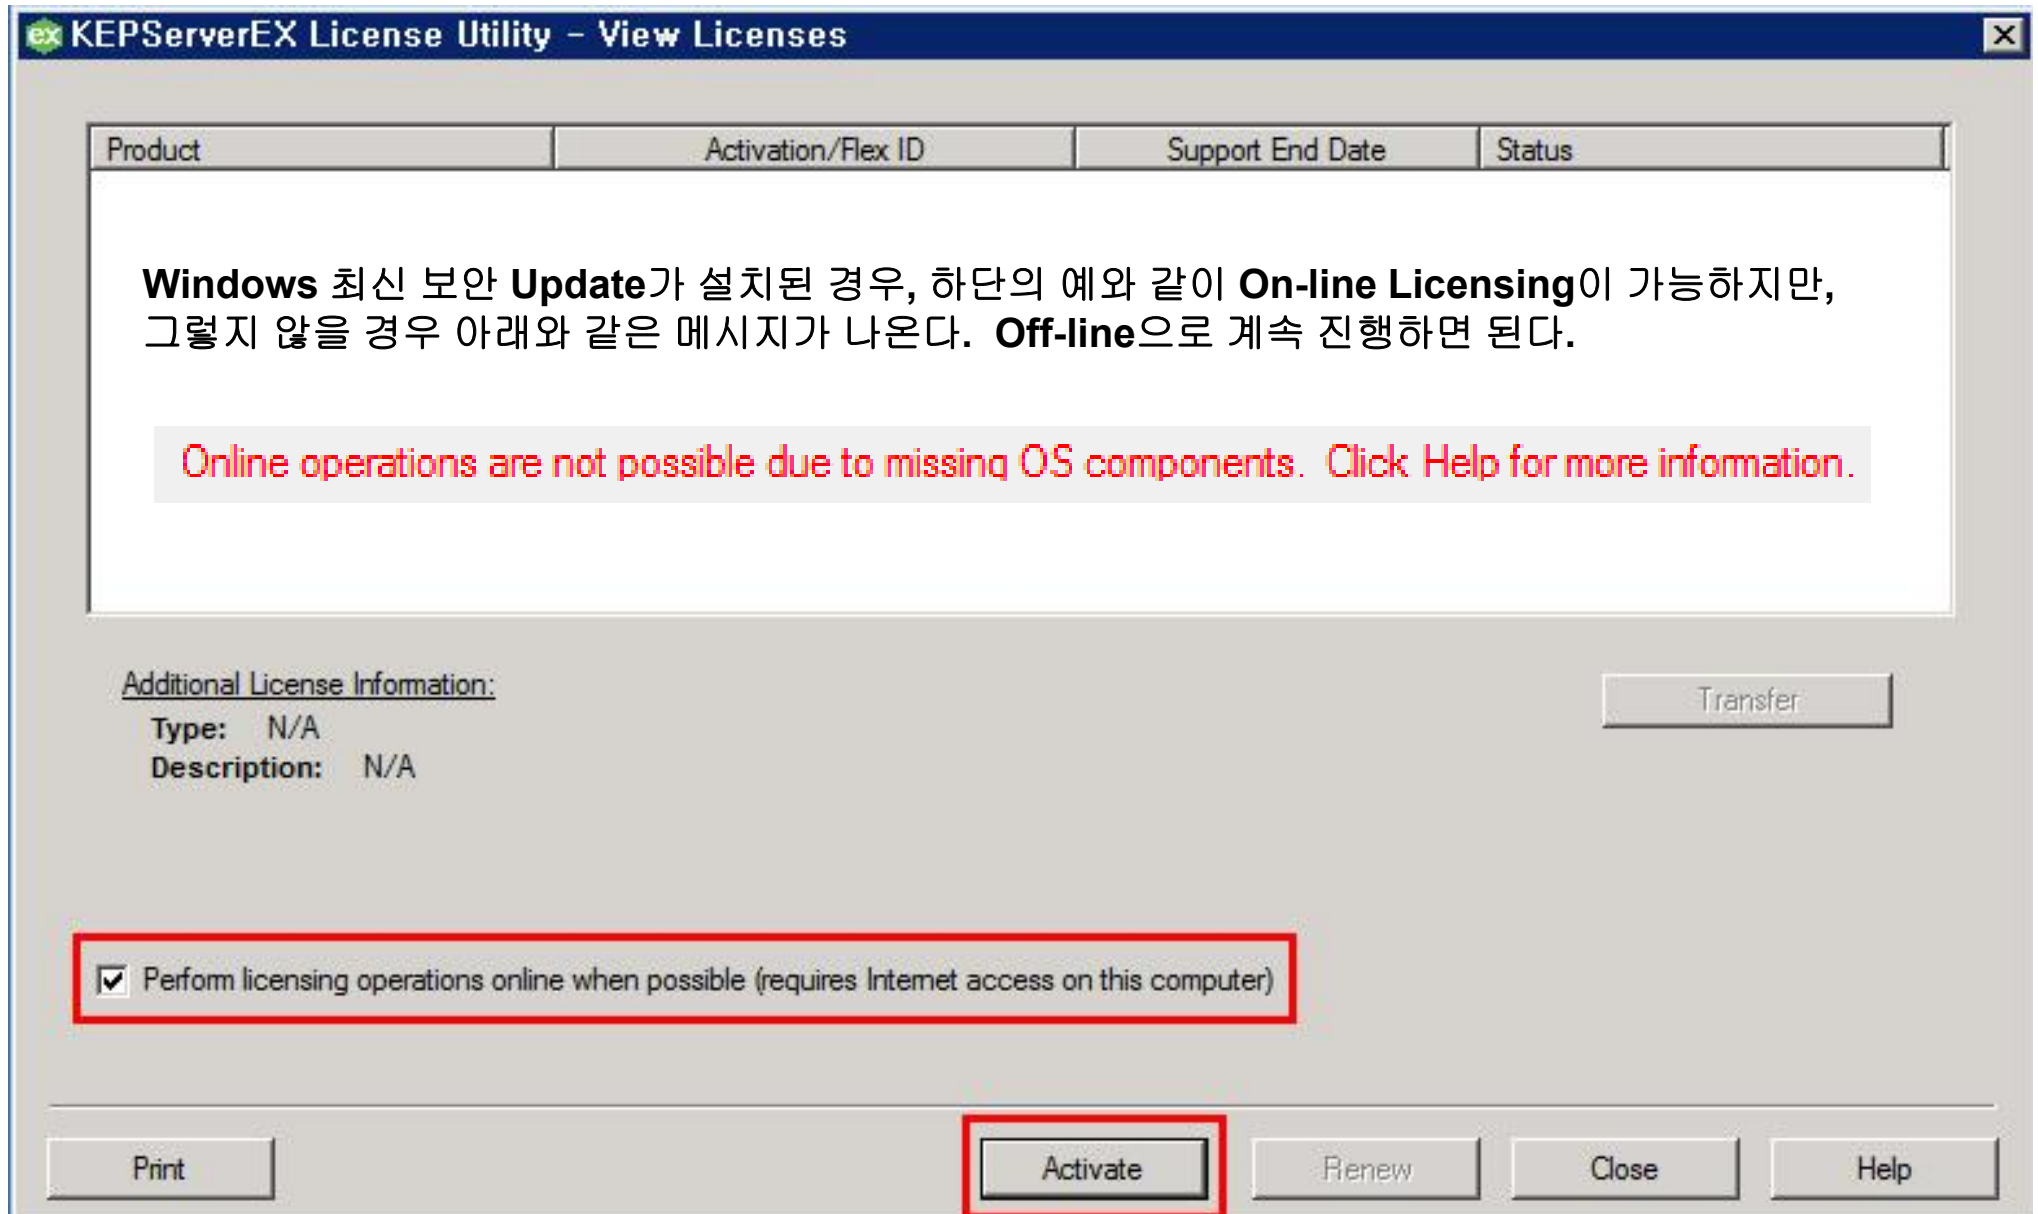 ex KEPServerEX License Utility - View Licenses
Product Activation/Flex ID Support End Date Status
Windows 최신 보안 Update가 설치된 경우, 하단의 예와 같이 On-line Licensing이 가능하지만,
그렇지 않을 경우 아래와 같은 메시지가 나온다. Off-line으로 계속 진행하면 된다.
Online operations are not possible due to missing OS components. Click Help for more information.
Additional License Information:
Transfer
Type: N/A
Description: N/A
Perform licensing operations online when possible (requires Internet access on this computer)
Print Activate Renew Close Help